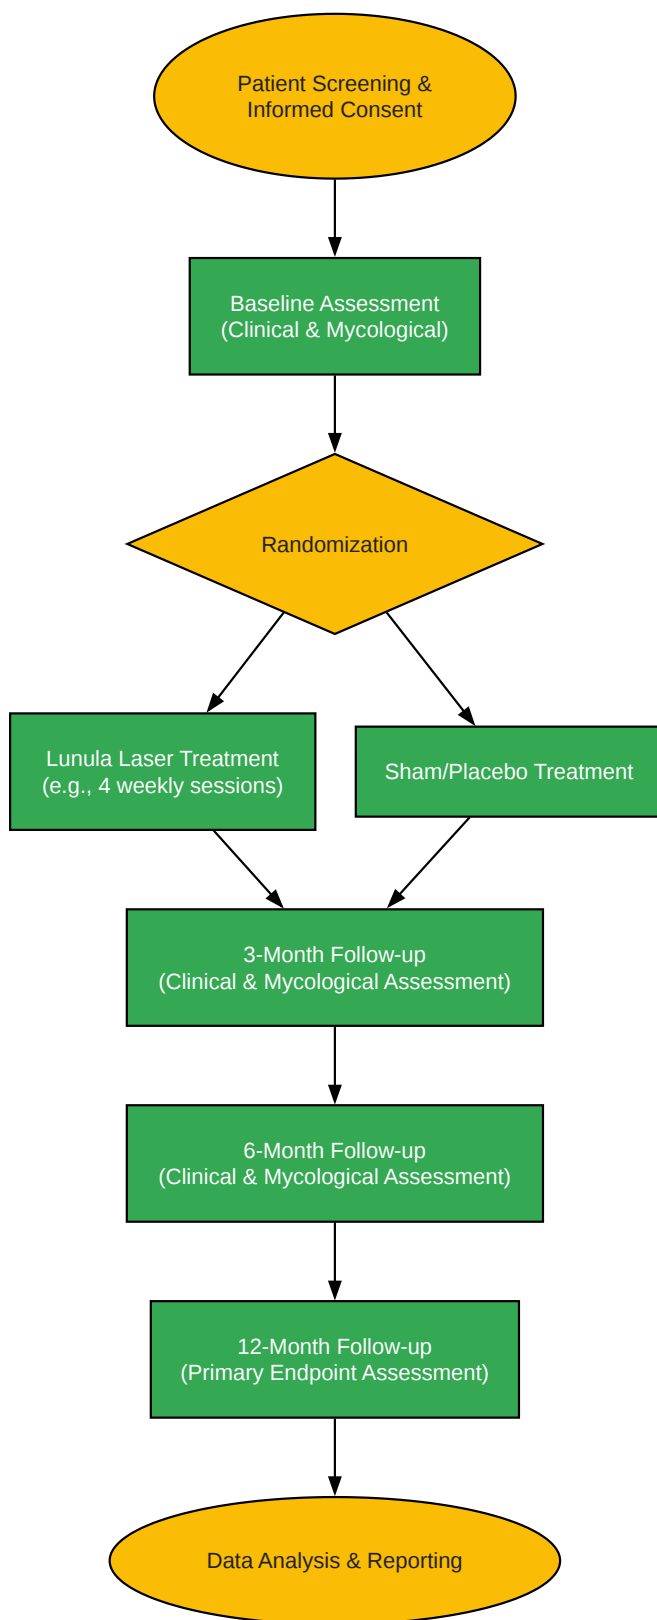 Patient Screening &
Informed Consent
Baseline Assessment
(Clinical & Mycological)
Randomization
Lunula Laser Treatment
(e.g., 4 weekly sessions)
Sham/Placebo Treatment
3-Month Follow-up
(Clinical & Mycological Assessment)
6-Month Follow-up
(Clinical & Mycological Assessment)
12-Month Follow-up
(Primary Endpoint Assessment)
Data Analysis & Reporting